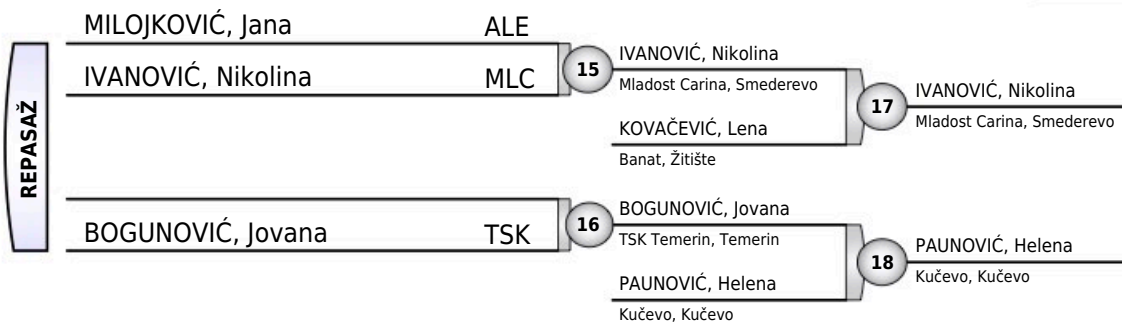 REPASAŽ
MILOJKOVIĆ, Jana ALE
IVANOVIĆ, Nikolina MLC
15
IVANOVIĆ, Nikolina
Mladost Carina, Smederevo
KOVAČEVIĆ, Lena
Banat, Žitište
17
IVANOVIĆ, Nikolina
Mladost Carina, Smederevo
BOGUNOVIĆ, Jovana TSK
16
BOGUNOVIĆ, Jovana
TSK Temerin, Temerin
PAUNOVIĆ, Helena
Kučevo, Kučevo
18
PAUNOVIĆ, Helena
Kučevo, Kučevo